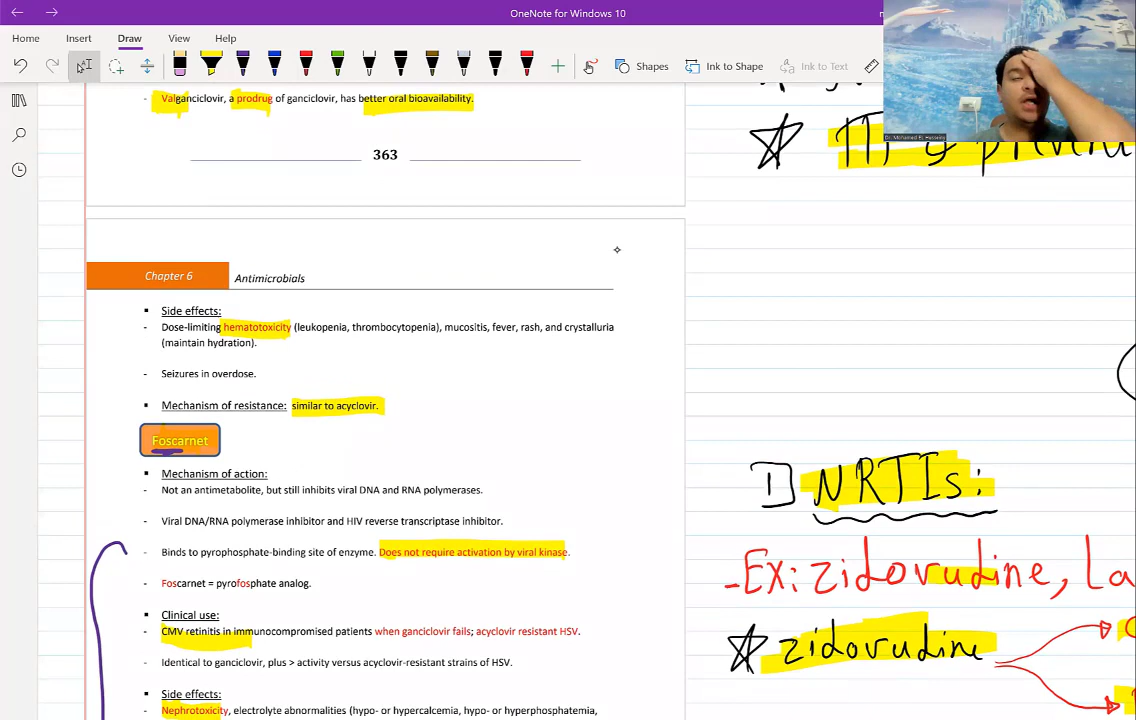 OneNote for Windows 10
Home Insert Draw View Help
Shapes Ink to Shape Ink to Text
- Valganciclovir, a prodrug of ganciclovir, has better oral bioavailability.
363
Dr. Mohamed EL Husseiny
Chapter 6 Antimicrobials
▪ Side effects:
- Dose-limiting hematotoxicity (leukopenia, thrombocytopenia), mucositis, fever, rash, and crystalluria
(maintain hydration).
- Seizures in overdose.
▪ Mechanism of resistance: similar to acyclovir.
Foscarnet
▪ Mechanism of action:
- Not an antimetabolite, but still inhibits viral DNA and RNA polymerases.
- Viral DNA/RNA polymerase inhibitor and HIV reverse transcriptase inhibitor.
- Binds to pyrophosphate-binding site of enzyme. Does not require activation by viral kinase.
- Foscarnet = pyrofosphate analog.
▪ Clinical use:
- CMV retinitis in immunocompromised patients when ganciclovir fails; acyclovir resistant HSV.
- Identical to ganciclovir, plus > activity versus acyclovir-resistant strains of HSV.
▪ Side effects:
- Nephrotoxicity, electrolyte abnormalities (hypo- or hypercalcemia, hypo- or hyperphosphatemia,
1] NRTIs:
-Ex: zidovudine, La
zidovudine